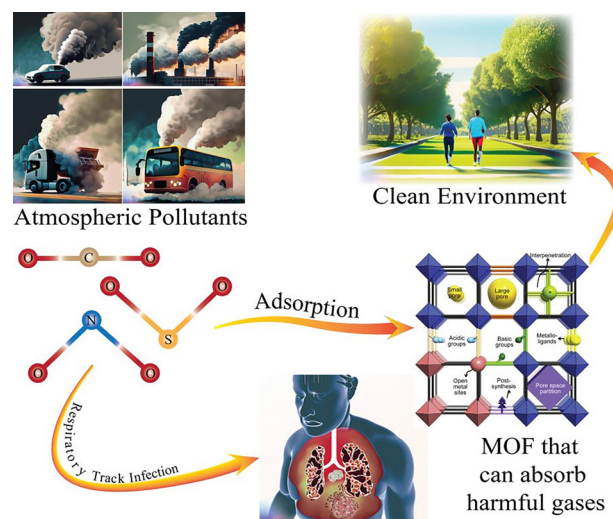 Atmospheric Pollutants
Clean Environment
O C O
O O
S
N
O O
Adsorption
Respiratory Track Infection
Interpenetration
Small
pore
Large
pore
Acidic
groups
Basic
groups
Metallo-
ligands
Open
metal
sites
Post-
synthesis
Pore space
partition
MOF that
can absorb
harmful gases